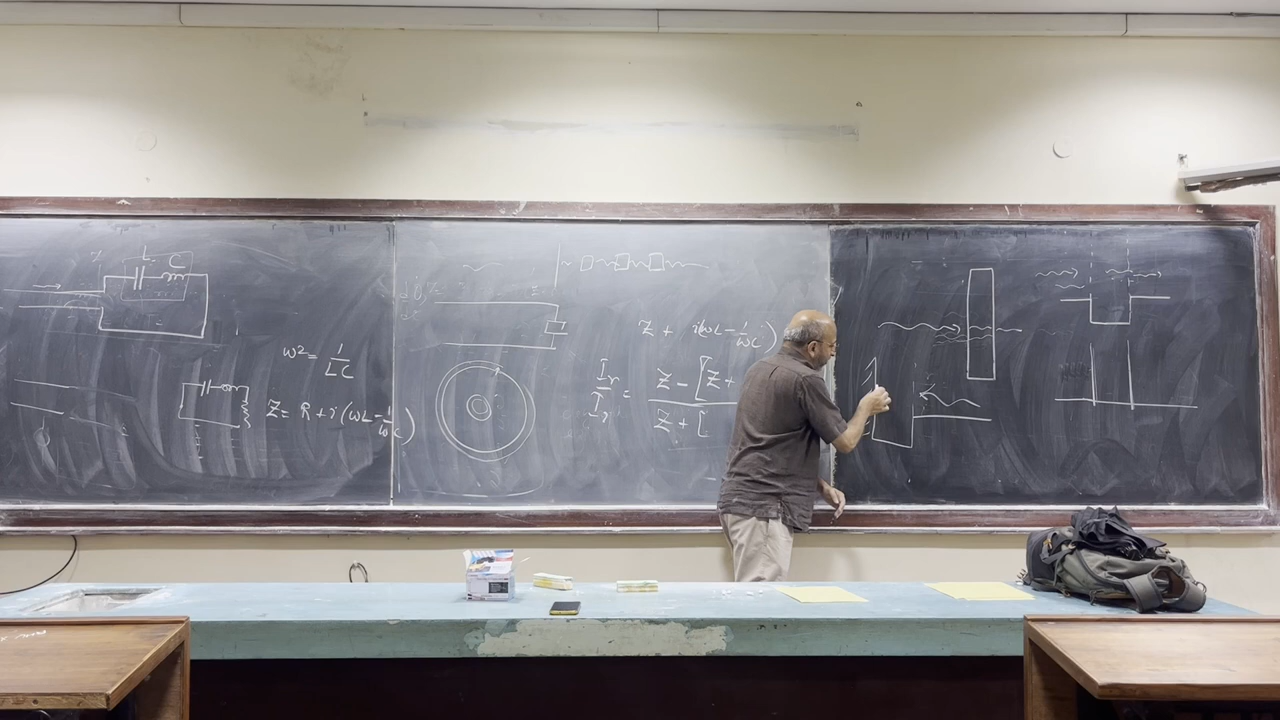 L C
ω² = 1/LC
Z = R + i(ωL - 1/ωC)
Z + i(ωL - 1/ωC)
Ir/Ii = Z - [Z + / Z + [